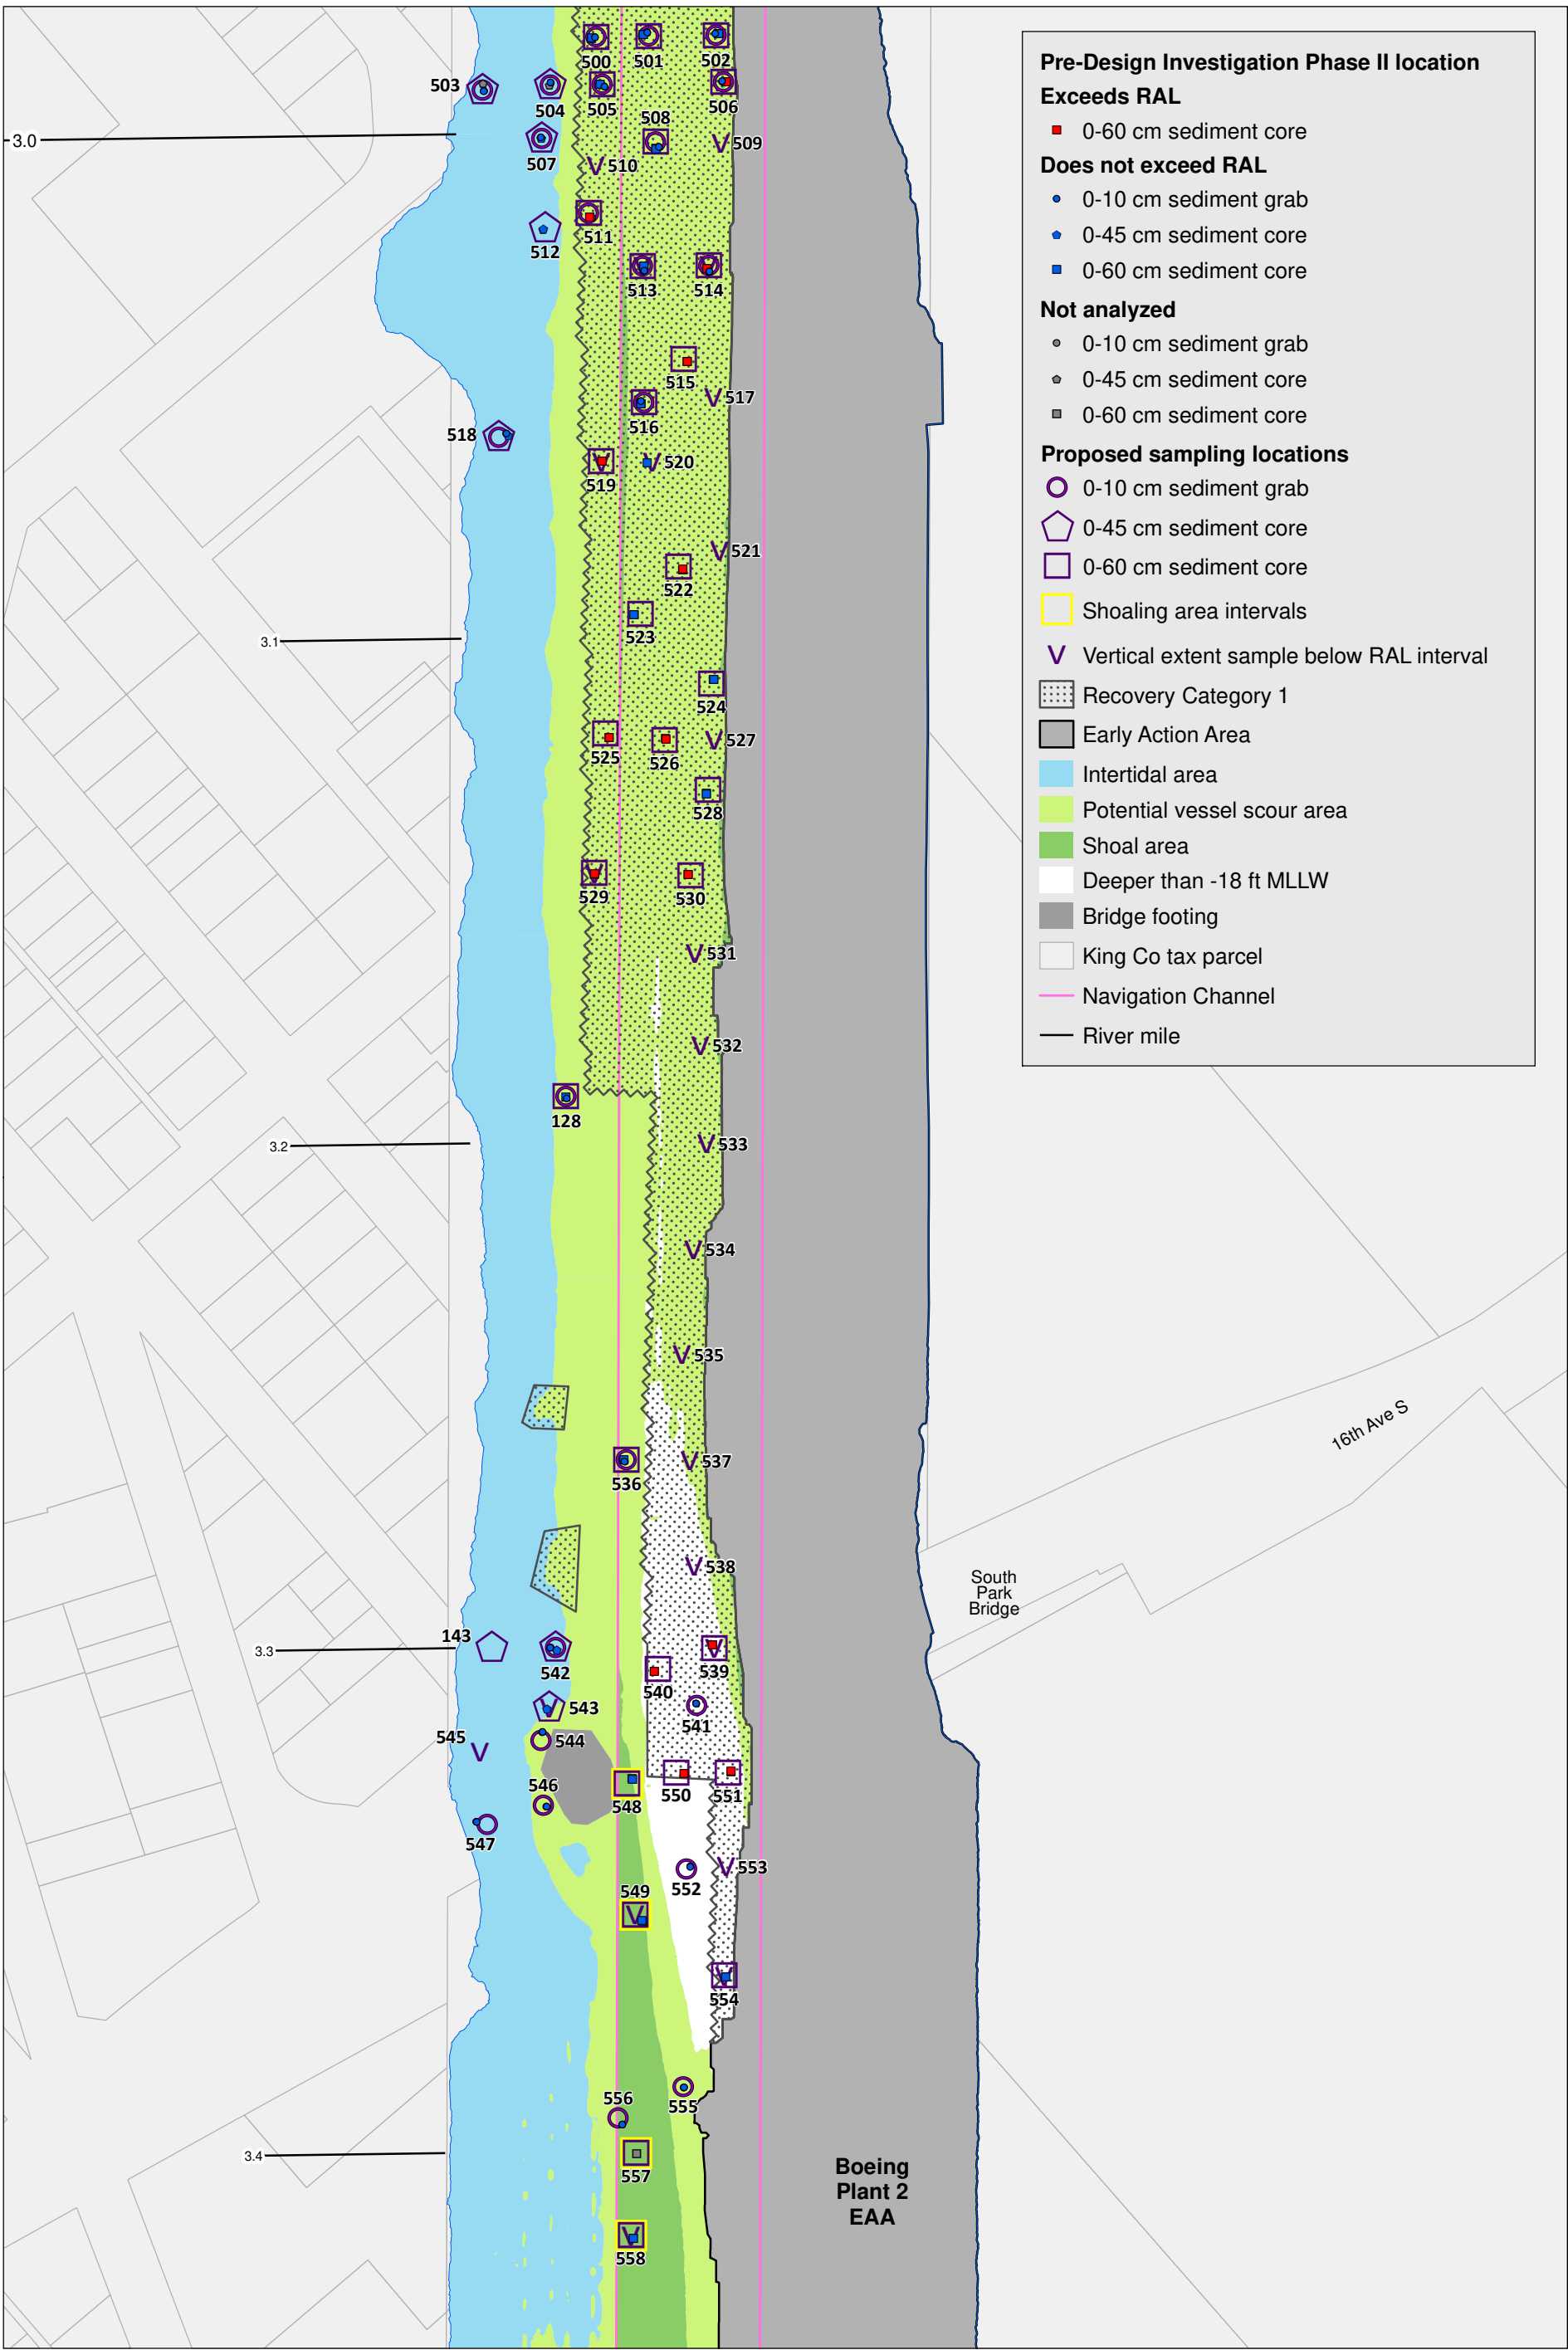 Pre-Design Investigation Phase II location
Exceeds RAL
0-60 cm sediment core
Does not exceed RAL
0-10 cm sediment grab
0-45 cm sediment core
0-60 cm sediment core
Not analyzed
0-10 cm sediment grab
0-45 cm sediment core
0-60 cm sediment core
Proposed sampling locations
0-10 cm sediment grab
0-45 cm sediment core
0-60 cm sediment core
Shoaling area intervals
V Vertical extent sample below RAL interval
Recovery Category 1
Early Action Area
Intertidal area
Potential vessel scour area
Shoal area
Deeper than -18 ft MLLW
Bridge footing
King Co tax parcel
Navigation Channel
River mile
500
501
502
503
504
505
506
3.0
507
508
V 509
V 510
511
512
513
514
515
516
V 517
518
V
519
V 520
V 521
522
523
3.1
524
525
526
V 527
528
V
529
530
V 531
V 532
128
3.2
V 533
V 534
V 535
16th Ave S
536
V 537
V 538
South
Park
Bridge
143
3.3
542
V
539
540
V 543
541
544
545
V
546
548
550
551
547
552
V 553
549
V
V
554
555
556
3.4
557
Boeing
Plant 2
EAA
V
558